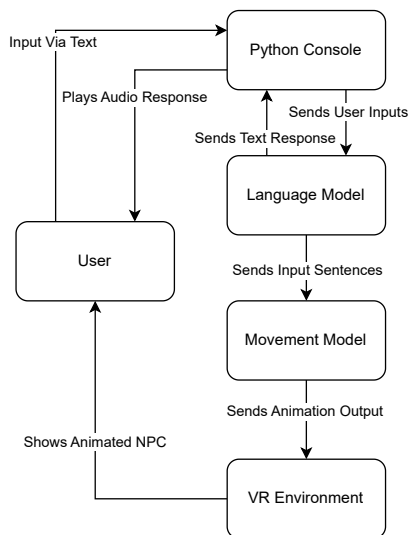 Input Via Text
Python Console
Plays Audio Response
Sends User Inputs
Sends Text Response
Language Model
User
Sends Input Sentences
Movement Model
Sends Animation Output
Shows Animated NPC
VR Environment